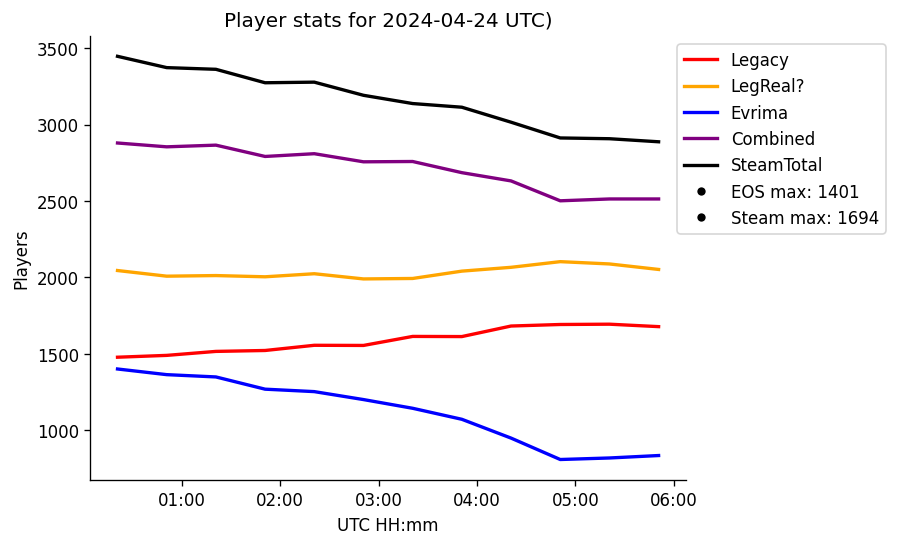 Player stats for 2024-04-24 UTC)
3500
3000
2500
2000
1500
1000
Players
01:00 02:00 03:00 04:00 05:00 06:00
UTC HH:mm
Legacy
LegReal?
Evrima
Combined
SteamTotal
EOS max: 1401
Steam max: 1694